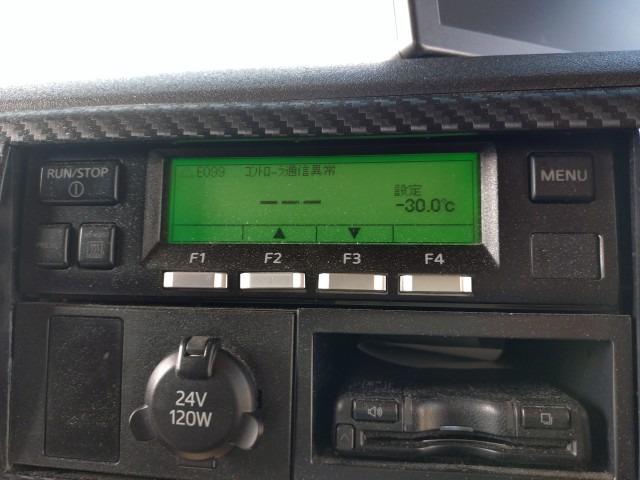 RUN/STOP
E099 コントローラ通信異常
設定
--- -30.0℃
▲ ▼
MENU
F1 F2 F3 F4
24V
120W